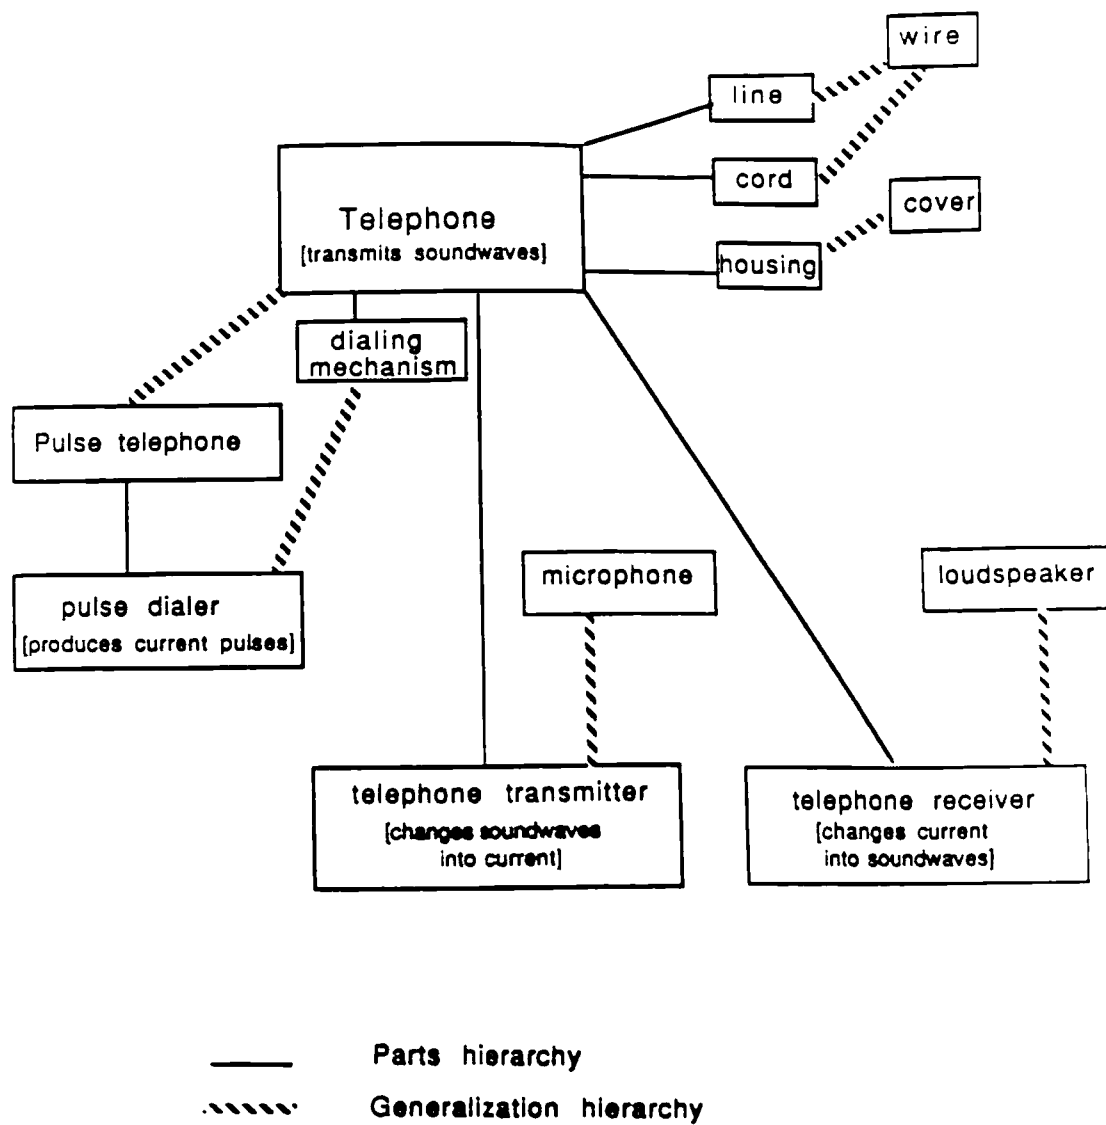 wire
line
cord
cover
Telephone
[transmits soundwaves]
housing
dialing
mechanism
Pulse telephone
microphone
loudspeaker
pulse dialer
[produces current pulses]
telephone transmitter
[changes soundwaves
into current]
telephone receiver
[changes current
into soundwaves]
Parts hierarchy
Generalization hierarchy